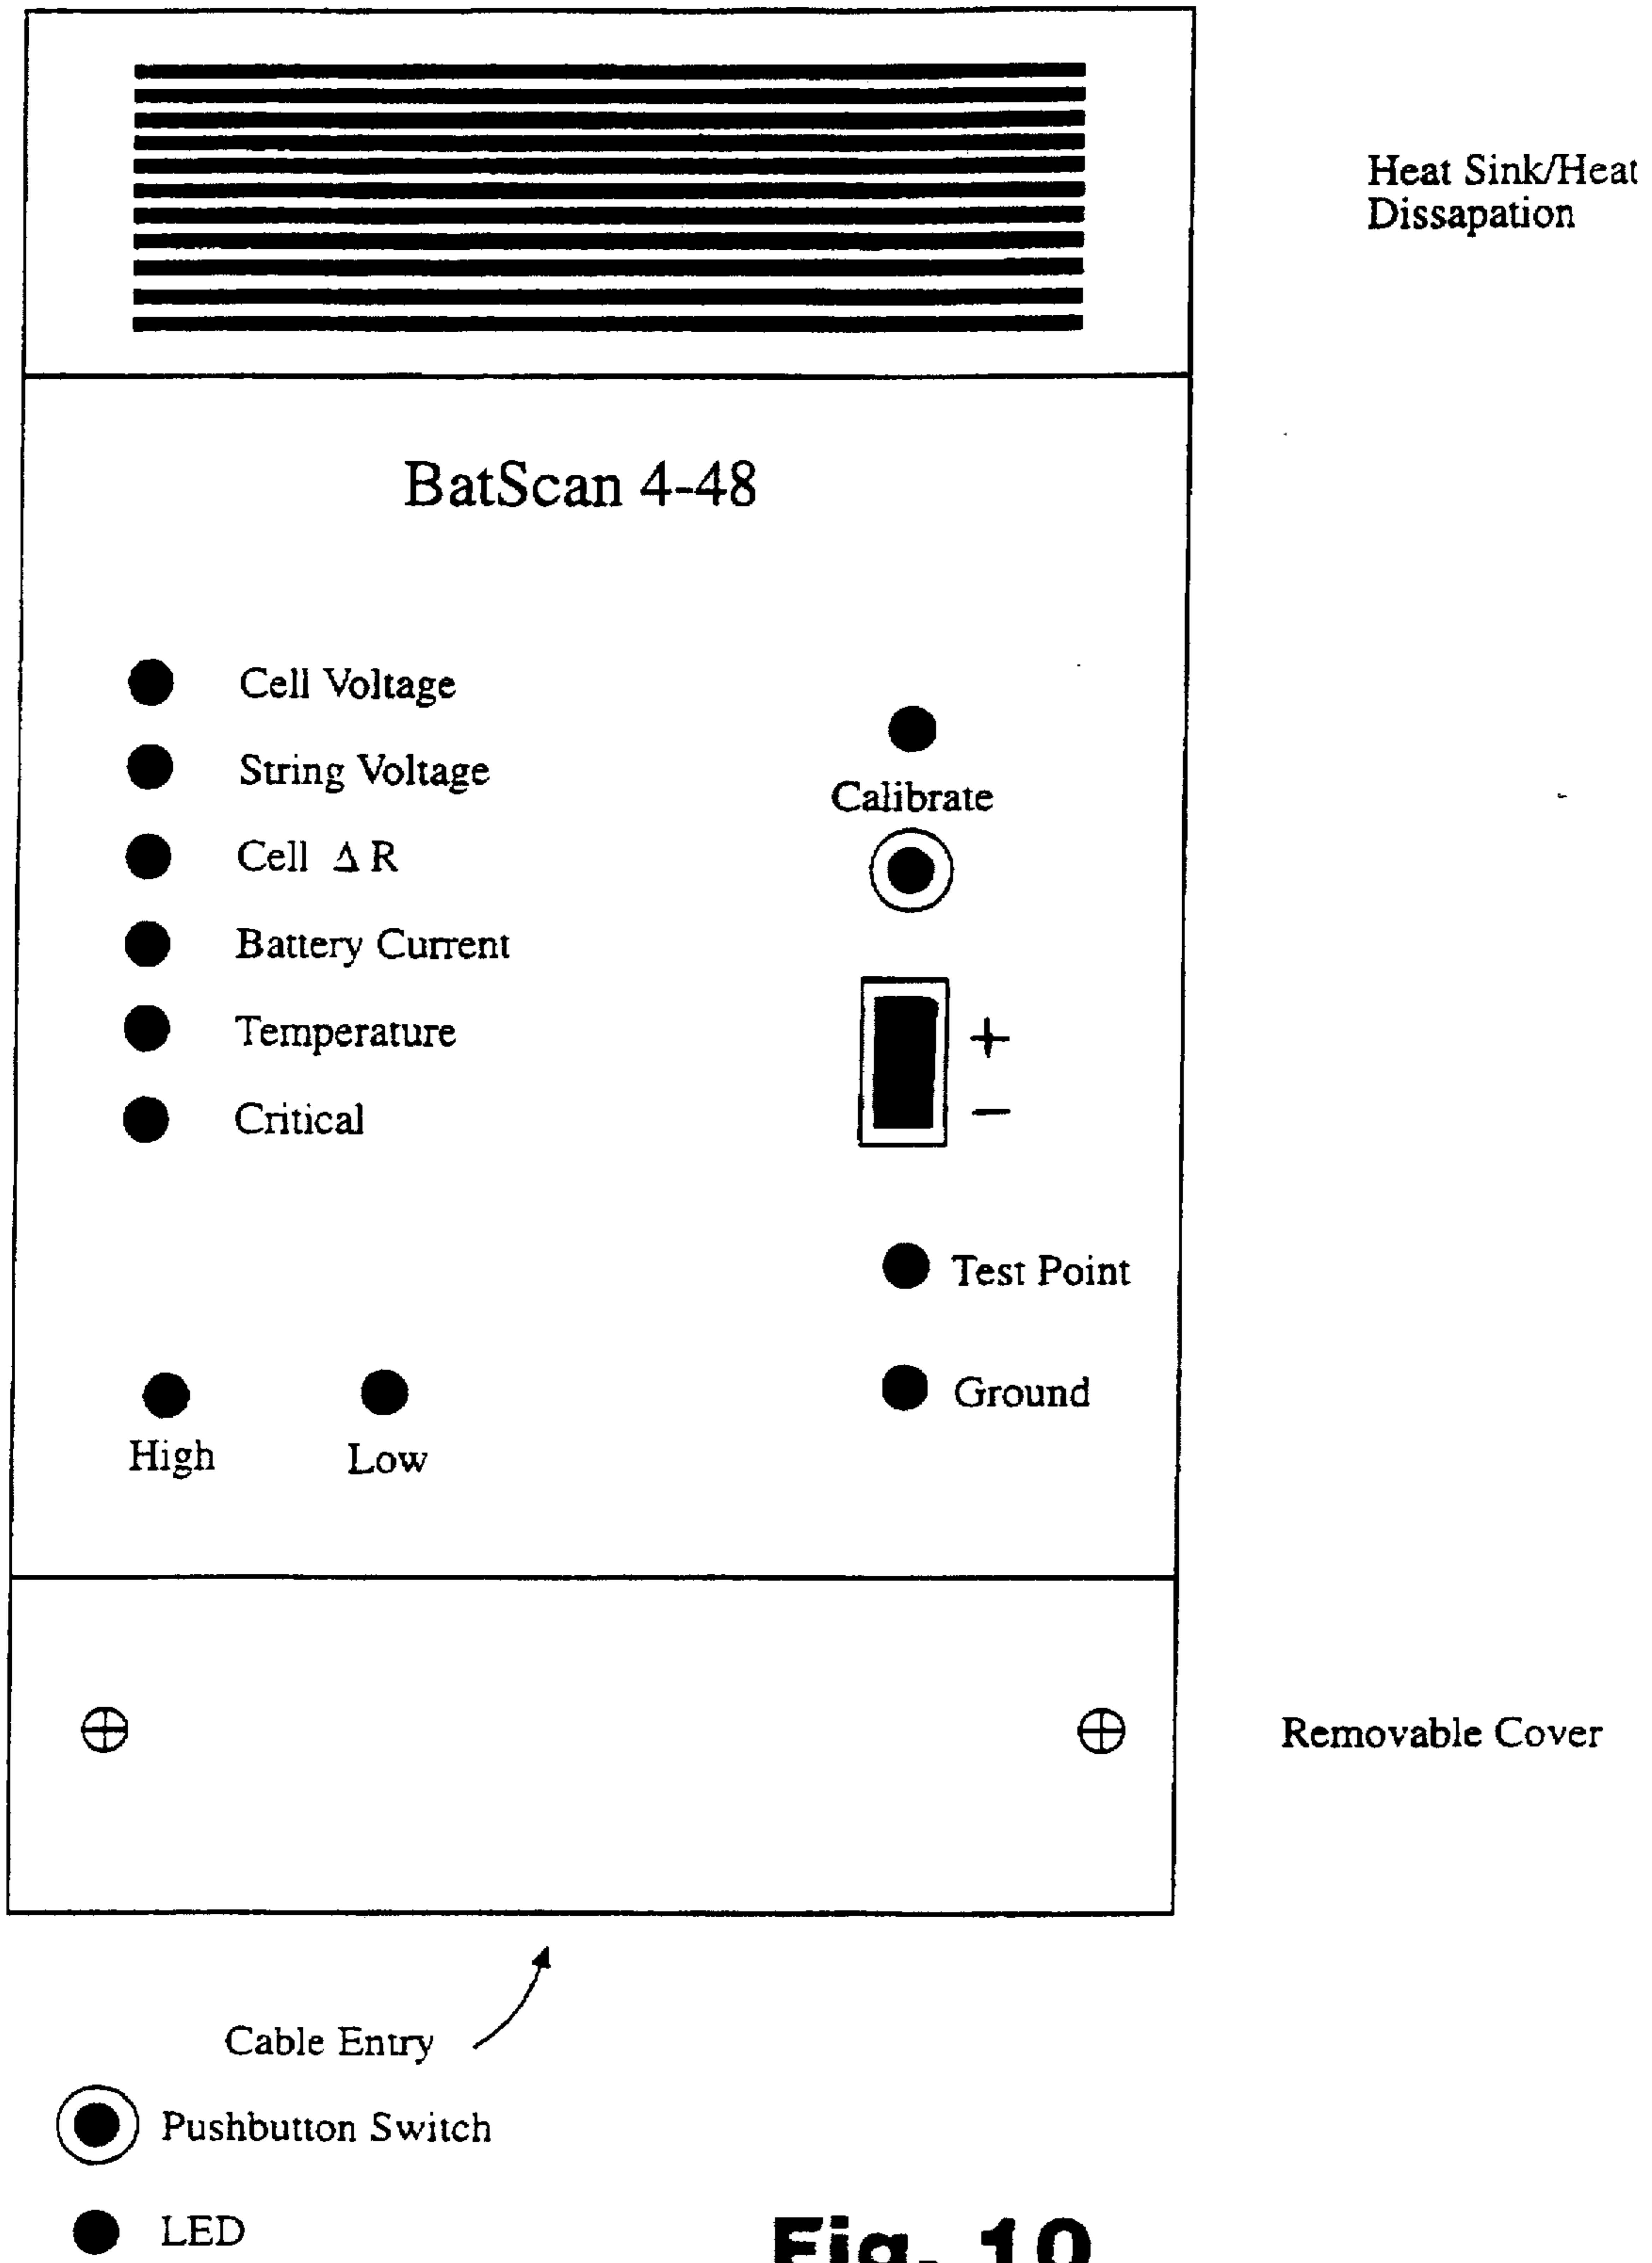 Heat Sink/Heat
Dissapation
BatScan 4-48
Cell Voltage
String Voltage
Cell Δ R
Battery Current
Temperature
Critical
Calibrate
+
−
Test Point
Ground
High
Low
Removable Cover
Cable Entry
Pushbutton Switch
LED
Fig. 10